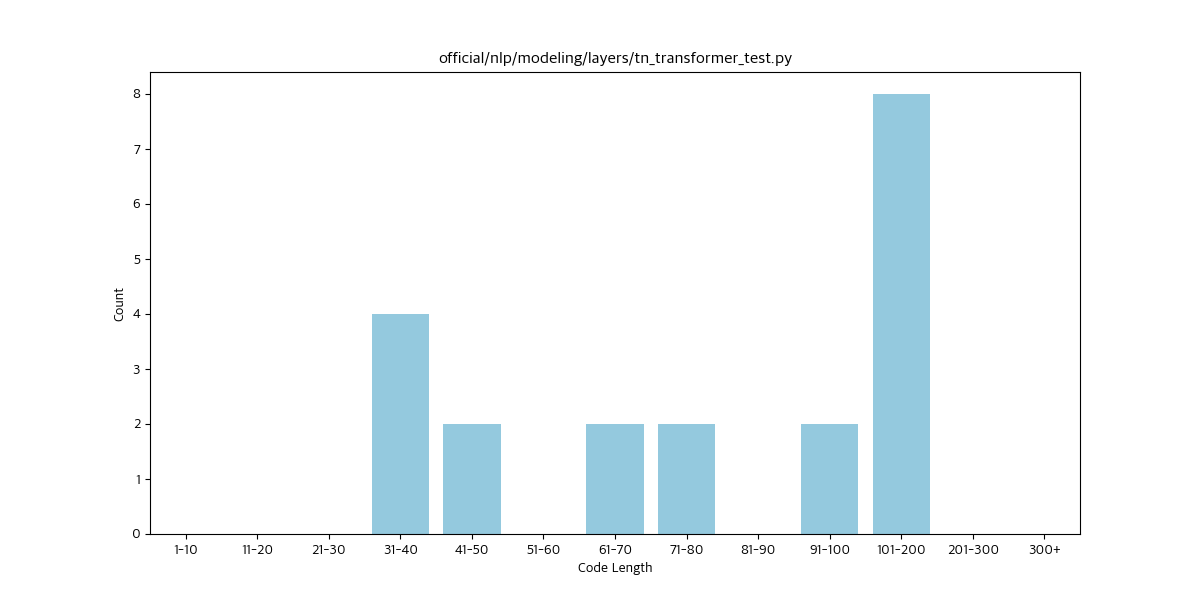 official/nlp/modeling/layers/tn_transformer_test.py
8
7
6
5
4
3
2
1
0
Count
1-10 11-20 21-30 31-40 41-50 51-60 61-70 71-80 81-90 91-100 101-200 201-300 300+
Code Length